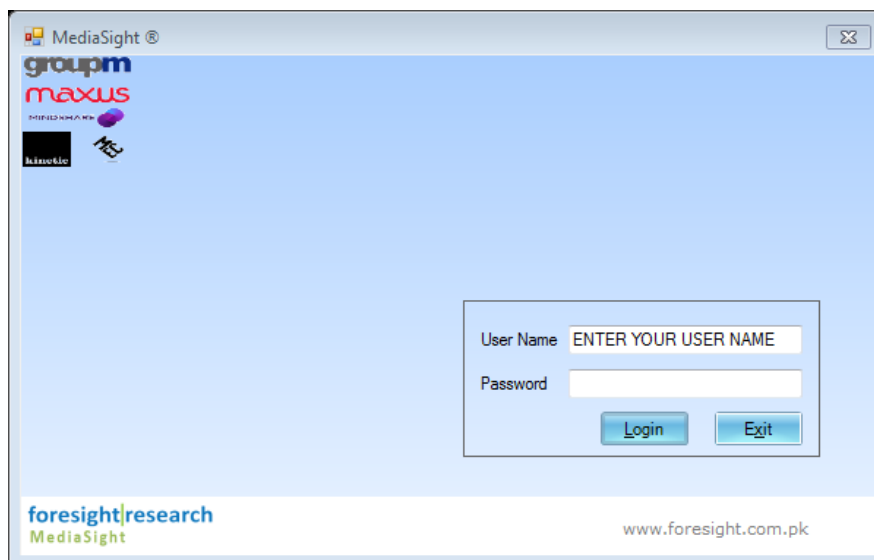 MediaSight ®
groupm
maxus
MINDSHARE
kinetic
MEC
User Name ENTER YOUR USER NAME
Password
Login Exit
foresight|research
MediaSight
www.foresight.com.pk